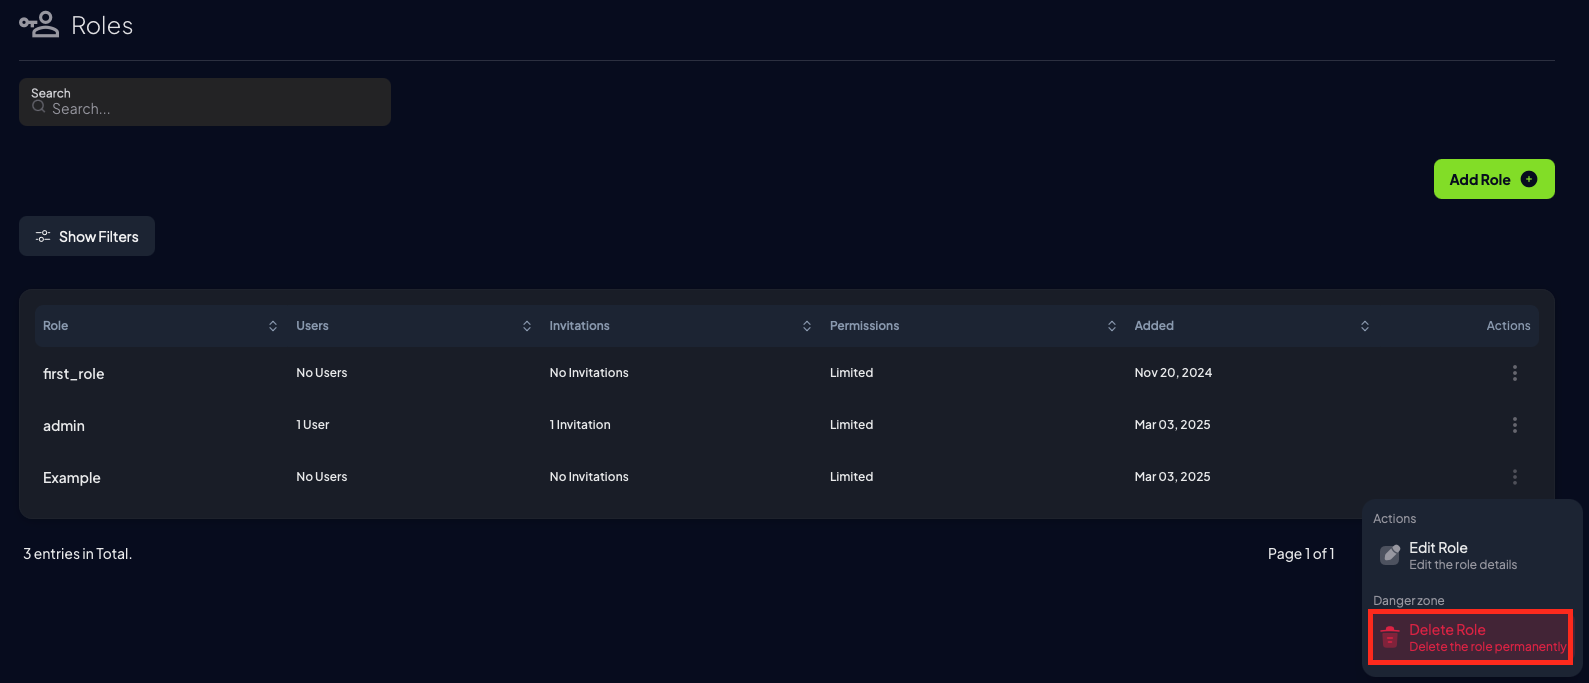 Roles
Search
Search...
Add Role
Show Filters
Role Users Invitations Permissions Added Actions
first_role No Users No Invitations Limited Nov 20, 2024
admin 1 User 1 Invitation Limited Mar 03, 2025
Example No Users No Invitations Limited Mar 03, 2025
3 entries in Total.
Page 1 of 1
Actions
Edit Role
Edit the role details
Danger zone
Delete Role
Delete the role permanently